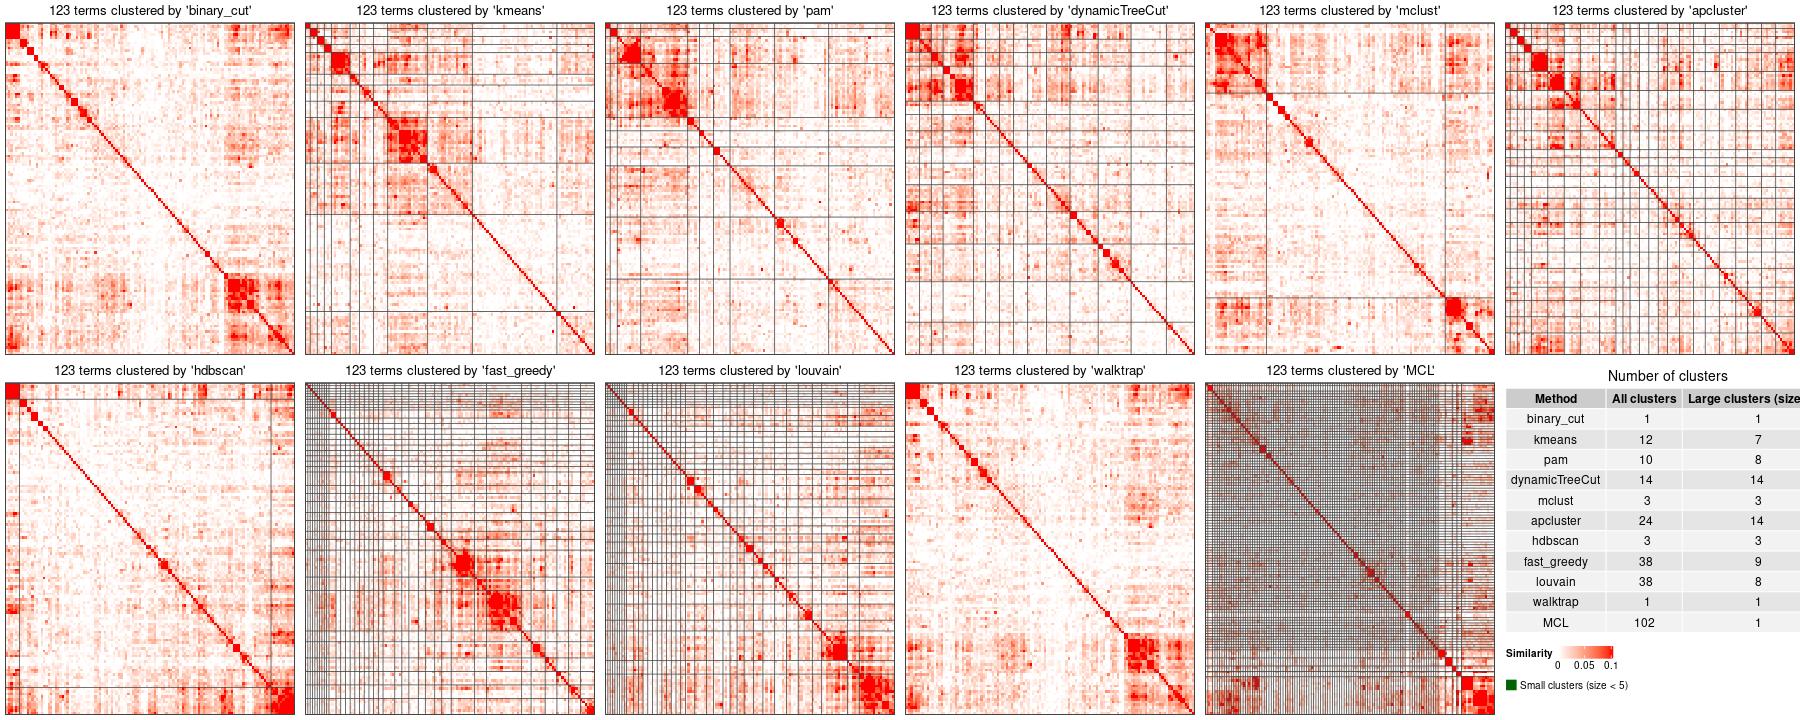 123 terms clustered by 'binary_cut'
123 terms clustered by 'kmeans'
123 terms clustered by 'pam'
123 terms clustered by 'dynamicTreeCut'
123 terms clustered by 'mclust'
123 terms clustered by 'apcluster'
123 terms clustered by 'hdbscan'
123 terms clustered by 'fast_greedy'
123 terms clustered by 'louvain'
123 terms clustered by 'walktrap'
123 terms clustered by 'MCL'
Number of clusters
Method All clusters Large clusters (size
binary_cut 1 1
kmeans 12 7
pam 10 8
dynamicTreeCut 14 14
mclust 3 3
apcluster 24 14
hdbscan 3 3
fast_greedy 38 9
louvain 38 8
walktrap 1 1
MCL 102 1
Similarity
0 0.05 0.1
Small clusters (size < 5)